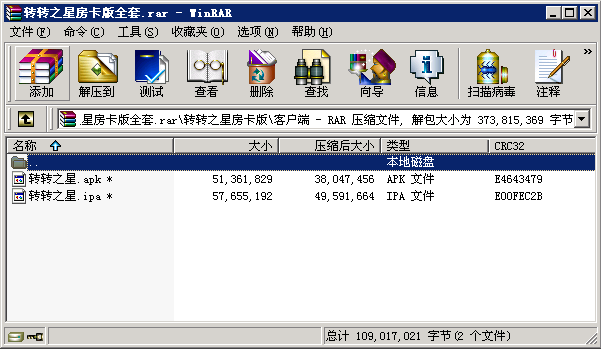 转转之星房卡版全套.rar - WinRAR
文件(F) 命令(C) 工具(S) 收藏夹(O) 选项(N) 帮助(H)
添加 解压到 测试 查看 删除 查找 向导 信息 扫描病毒 注释 »
星房卡版全套.rar\转转之星房卡版\客户端 - RAR 压缩文件, 解包大小为 373,815,369 字节
名称 大小 压缩后大小 类型 CRC32
.. 本地磁盘
转转之星.apk * 51,361,829 38,047,456 APK 文件 E4643479
转转之星.ipa * 57,655,192 49,591,664 IPA 文件 E00FEC2B
总计 109,017,021 字节(2 个文件)